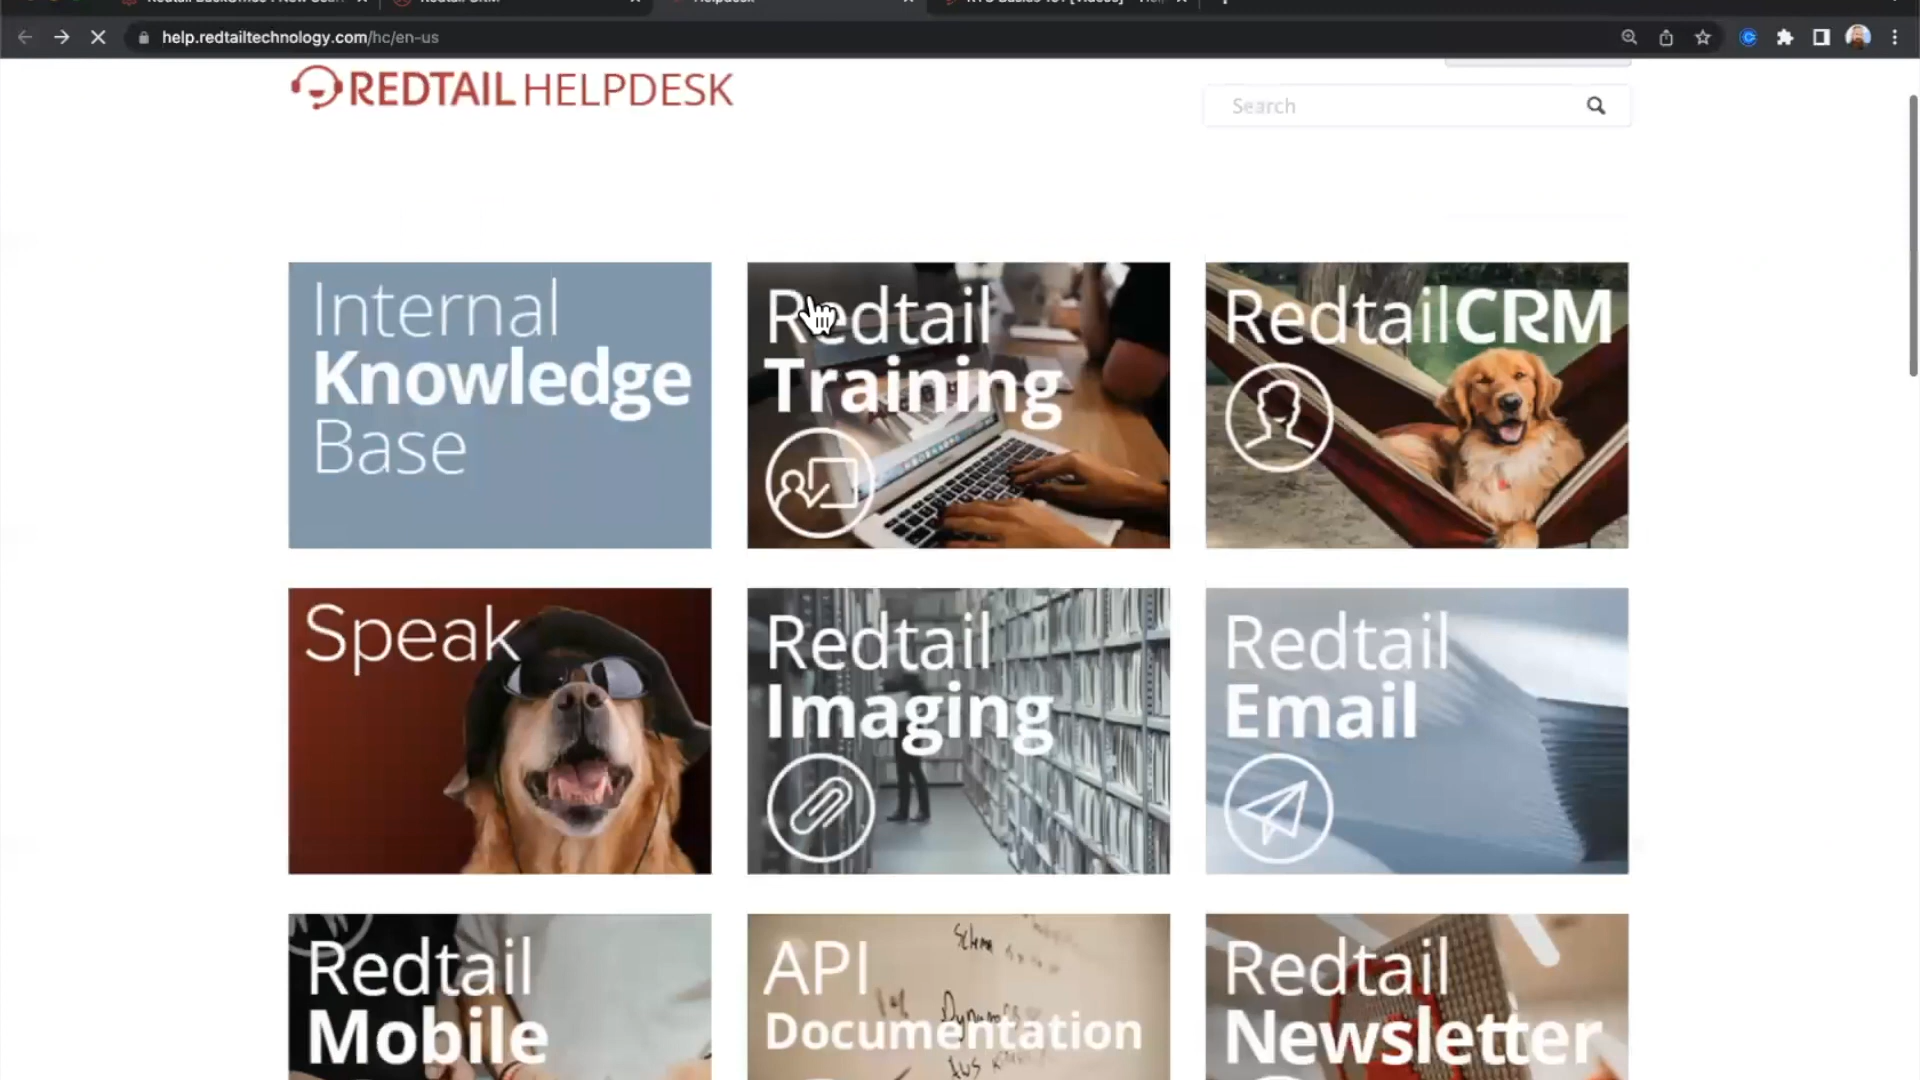 help.redtailtechnology.com/hc/en-us
REDTAIL HELPDESK
Search
Internal
Knowledge
Base
Redtail
Training
RedtailCRM
Speak
Redtail
Imaging
Redtail
Email
Redtail
Mobile
API
Documentation
Schema
Redtail
Newsletter